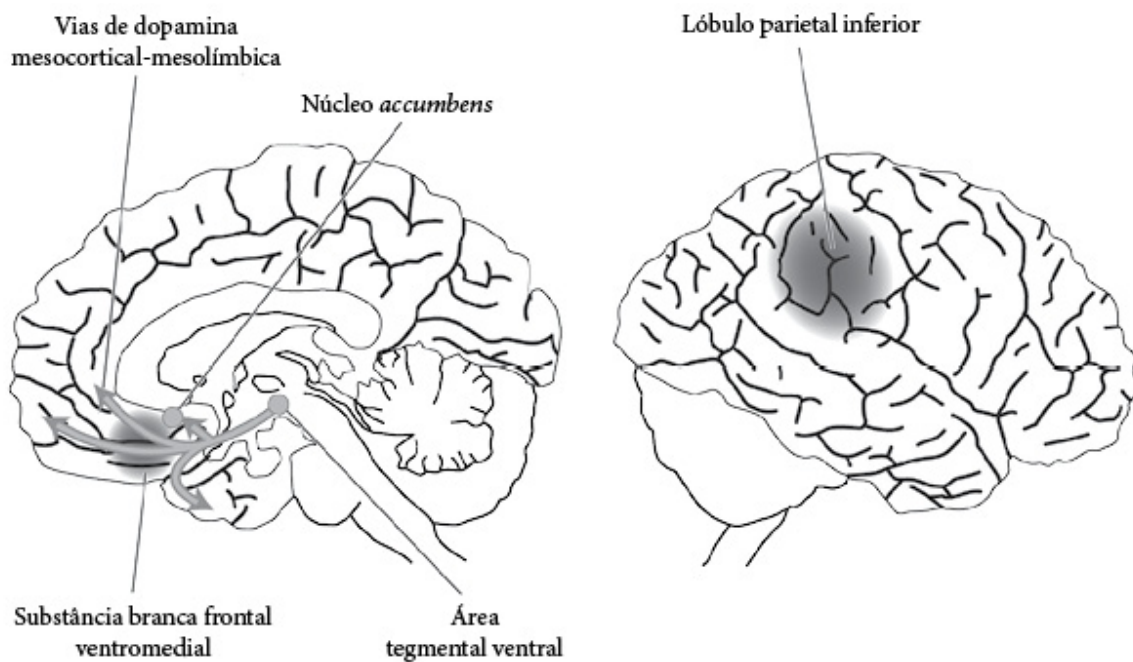 Vias de dopamina
mesocortical-mesolímbica
Núcleo accumbens
Lóbulo parietal inferior
Substância branca frontal
ventromedial
Área
tegmental ventral